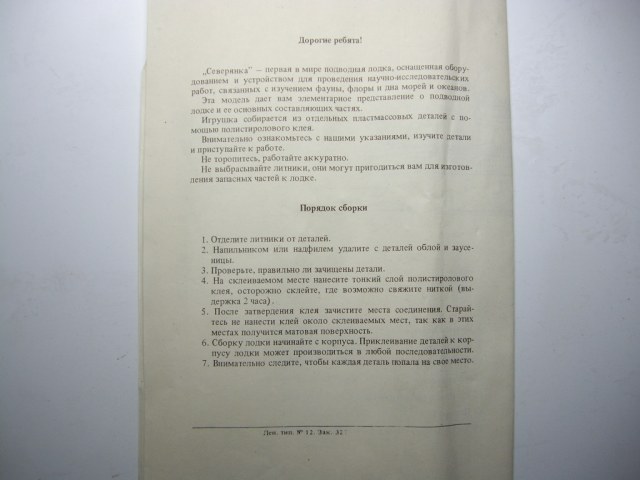 Дорогие ребята!
„Северянка" — первая в мире подводная лодка, оснащенная обору-
дованием и устройством для проведения научно-исследовательских
работ, связанных с изучением фауны, флоры и дна морей и океанов.
Эта модель дает вам элементарное представление о подводной
лодке и ее основных составляющих частях.
Игрушка собирается из отдельных пластмассовых деталей с по-
мощью полистиролового клея.
Внимательно ознакомьтесь с нашими указаниями, изучите детали
и приступайте к работе.
Не торопитесь, работайте аккуратно.
Не выбрасывайте литники, они могут пригодиться вам для изготов-
ления запасных частей к лодке.
Порядок сборки
1. Отделите литники от деталей.
2. Напильником или надфилем удалите с деталей облой и заусе-
ницы.
3. Проверьте, правильно ли зачищены детали.
4. На склеиваемом месте нанесите тонкий слой полистиролового
клея, осторожно склейте, где возможно свяжите ниткой (вы-
держка 2 часа).
5. После затвердения клея зачистите места соединения. Старай-
тесь не нанести клей около склеиваемых мест, так как в этих
местах получится матовая поверхность.
6. Сборку лодки начинайте с корпуса. Приклеивание деталей к кор-
пусу лодки может производиться в любой последовательности.
7. Внимательно следите, чтобы каждая деталь попала на свое место.
тип. № 12. Зак.